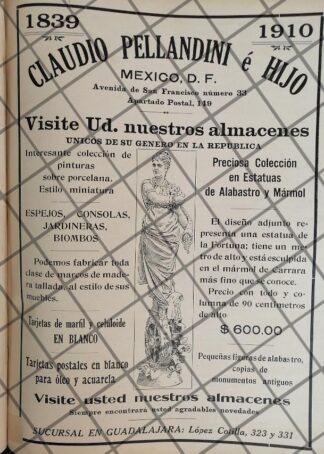 1839
1910
CLAUDIO PELLANDINI é HIJO
MEXICO, D. F.
Avenida de San Francisco número 33
Apartado Postal, 149
Visite Ud. nuestros almacenes
UNICOS DE SU GENERO EN LA REPUBLICA
Interesante colección de
pinturas
sobre porcelana.
Estilo miniatura
ESPEJOS, CONSOLAS,
JARDINERAS,
BIOMBOS
Podemos fabricar toda
clase de marcos de made-
ra tallada, al estilo de sus
muebles.
Tarjetas de marfil y celuloide
EN BLANCO
Tarjetas postales en blanco
para óleo y acuarela
Preciosa Colección
en Estatuas
de Alabastro y Mármol
El diseño adjunto re-
presenta una estatua de
la Fortuna; tiene un me-
tro de alto y está esculpida
en el mármol de Carrara
más fino que se conoce.
Precio con todo y co-
lumna de 90 centímetros
de alto
$ 600.00
Pequeñas figuras de alabastro,
copias de
monumentos antiguos
Visite usted nuestros almacenes
Siempre encontrará usted agradables novedades
SUCURSAL EN GUADALAJARA: López Cotilla, 323 y 331